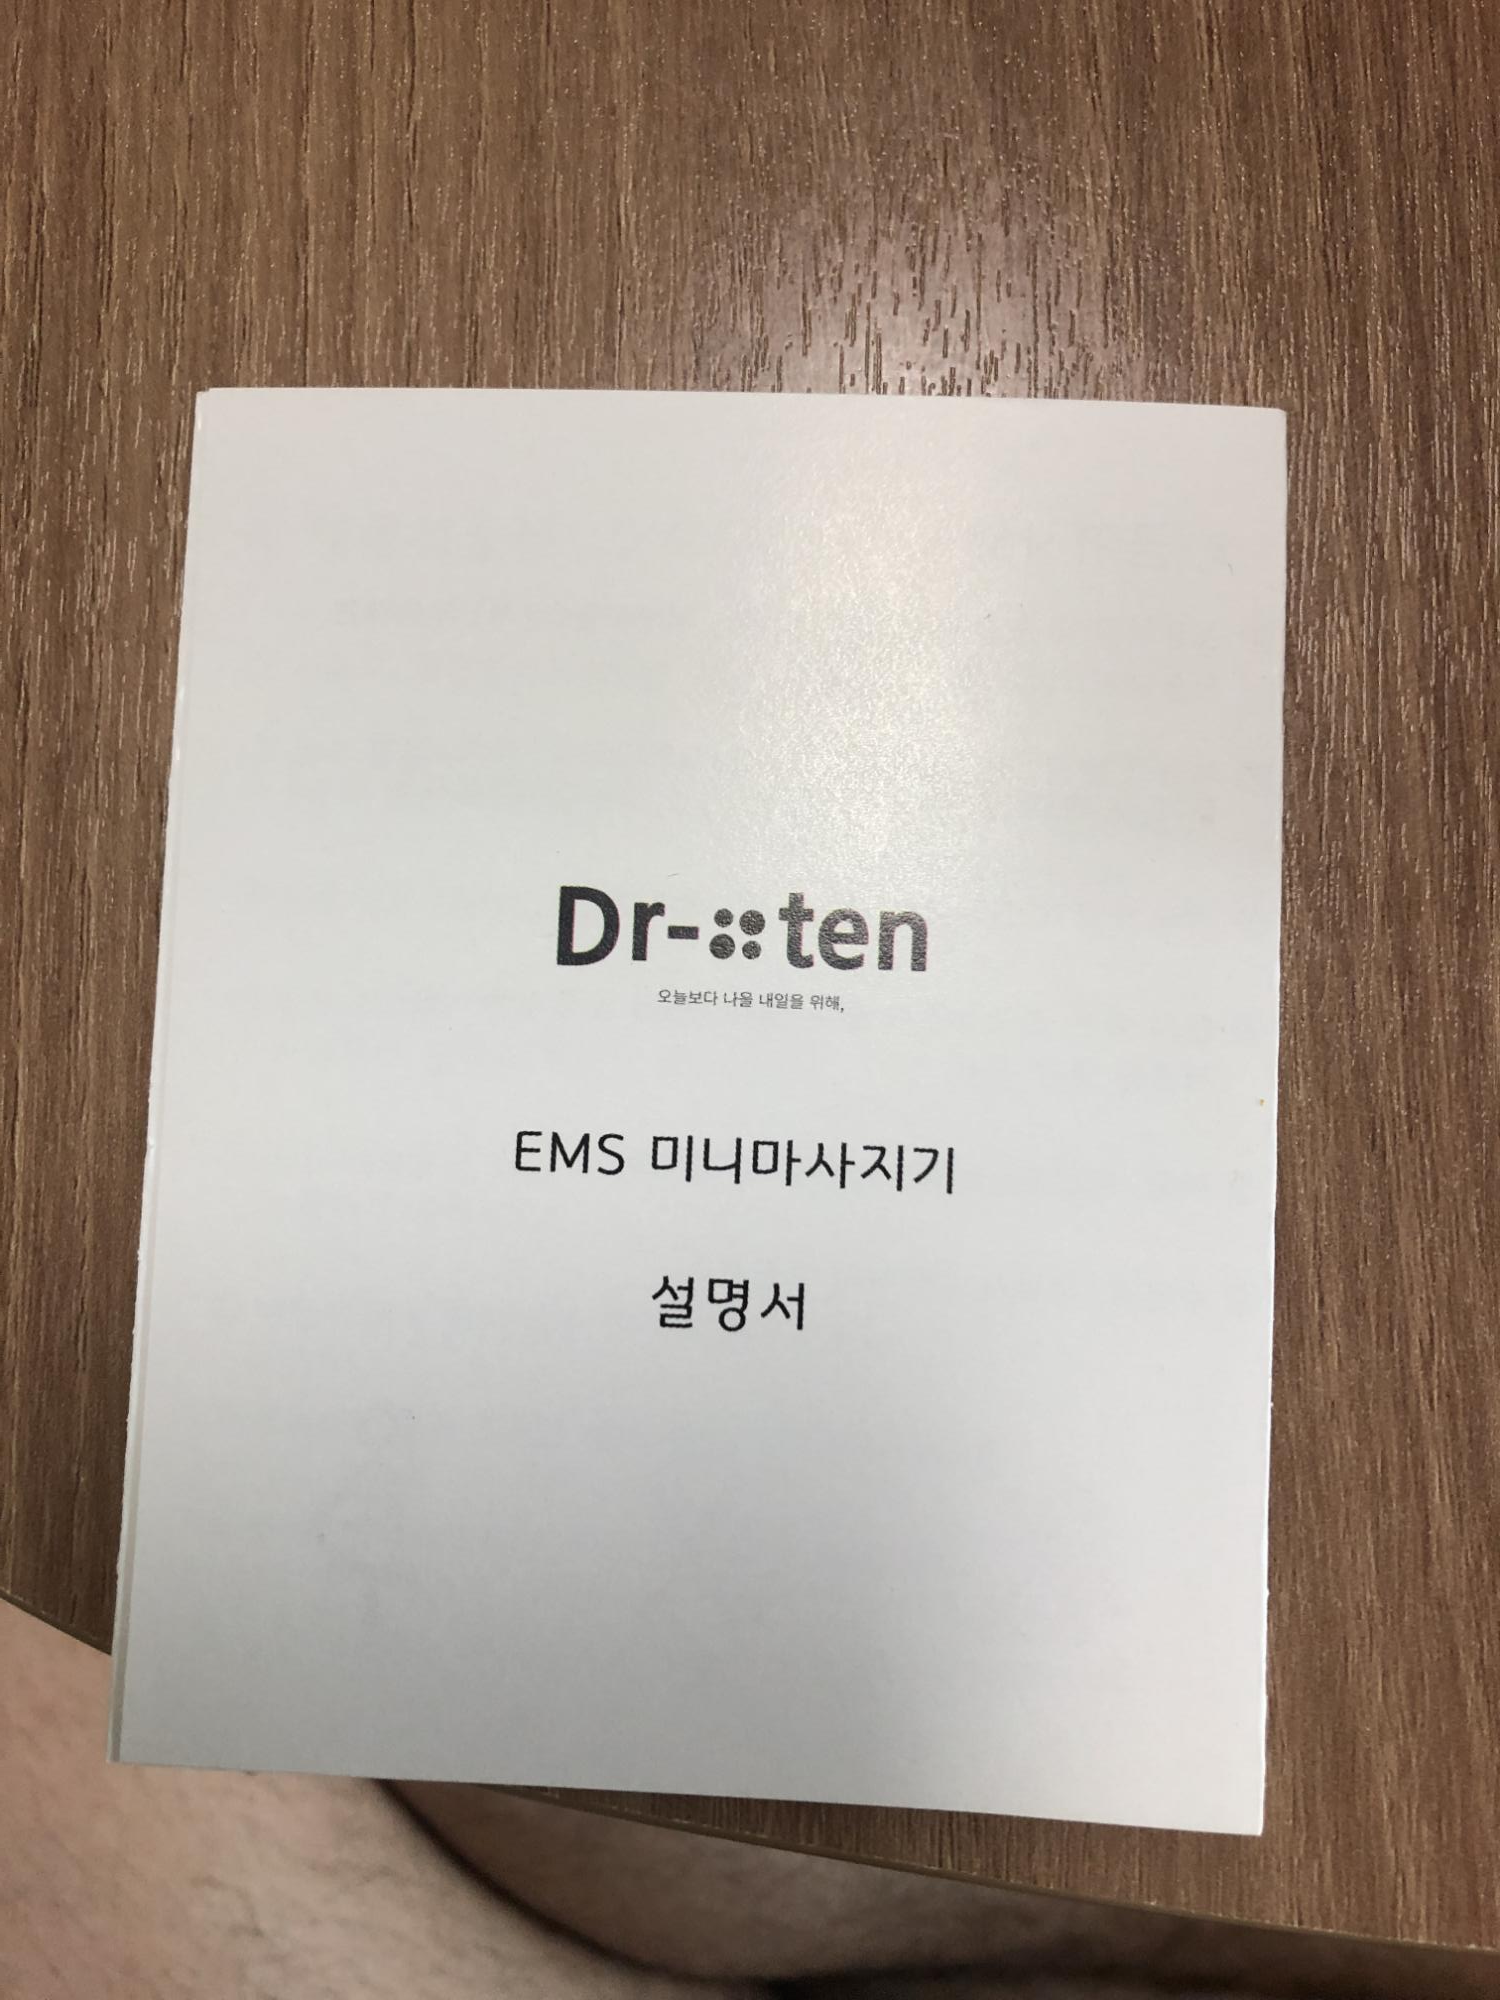 Dr-ten
오늘보다 나을 내일을 위해,
EMS 미니마사지기
설명서